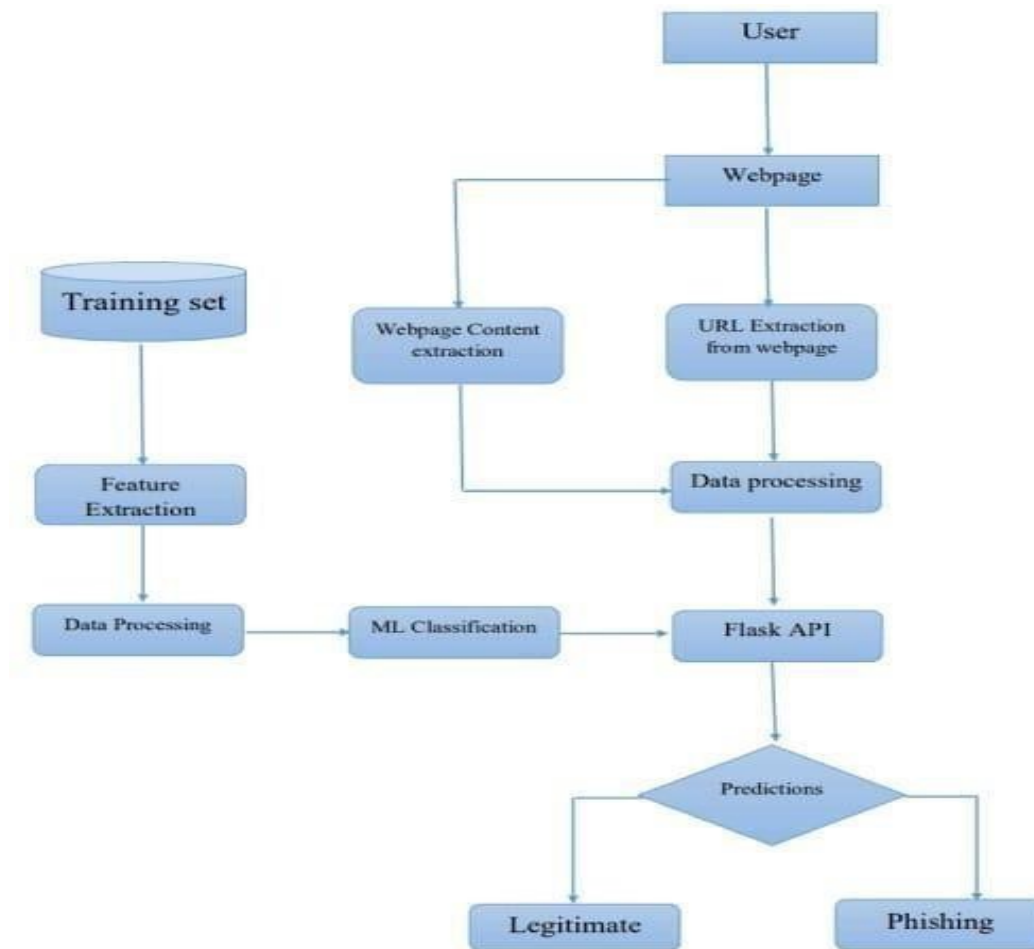 User
Webpage
Training set
Webpage Content
extraction
URL Extraction
from webpage
Feature
Extraction
Data processing
Data Processing
ML Classification
Flask API
Predictions
Legitimate
Phishing